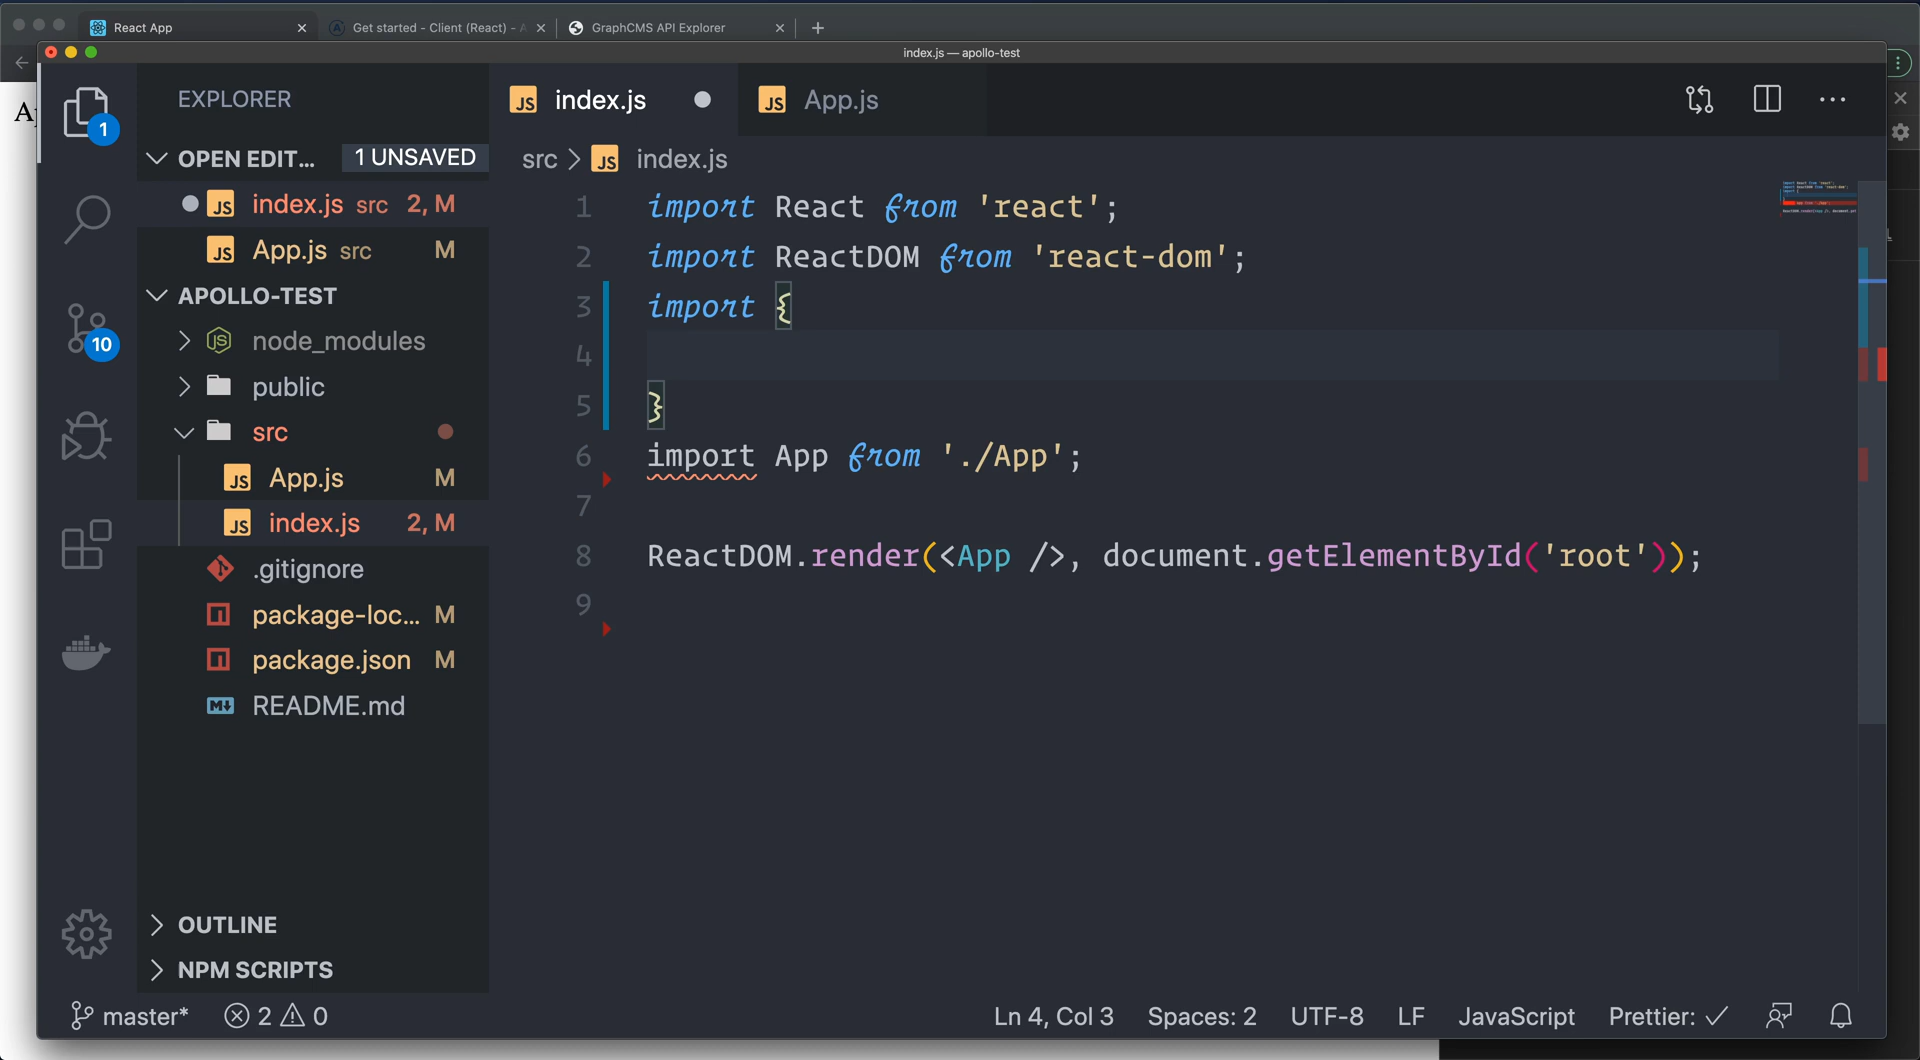 React App
Get started - Client (React) - A
GraphCMS API Explorer
index.js — apollo-test
EXPLORER
1
OPEN EDIT... 1 UNSAVED
index.js src 2, M
App.js src M
APOLLO-TEST
node_modules
10
public
src
App.js M
index.js 2, M
.gitignore
package-loc... M
package.json M
README.md
OUTLINE
NPM SCRIPTS
index.js
App.js
src > JS index.js
1 import React from 'react';
2 import ReactDOM from 'react-dom';
3 import {
4
5 }
6 import App from './App';
7
8 ReactDOM.render(<App />, document.getElementById('root'));
9
master* 2 0
Ln 4, Col 3 Spaces: 2 UTF-8 LF JavaScript Prettier: ✓